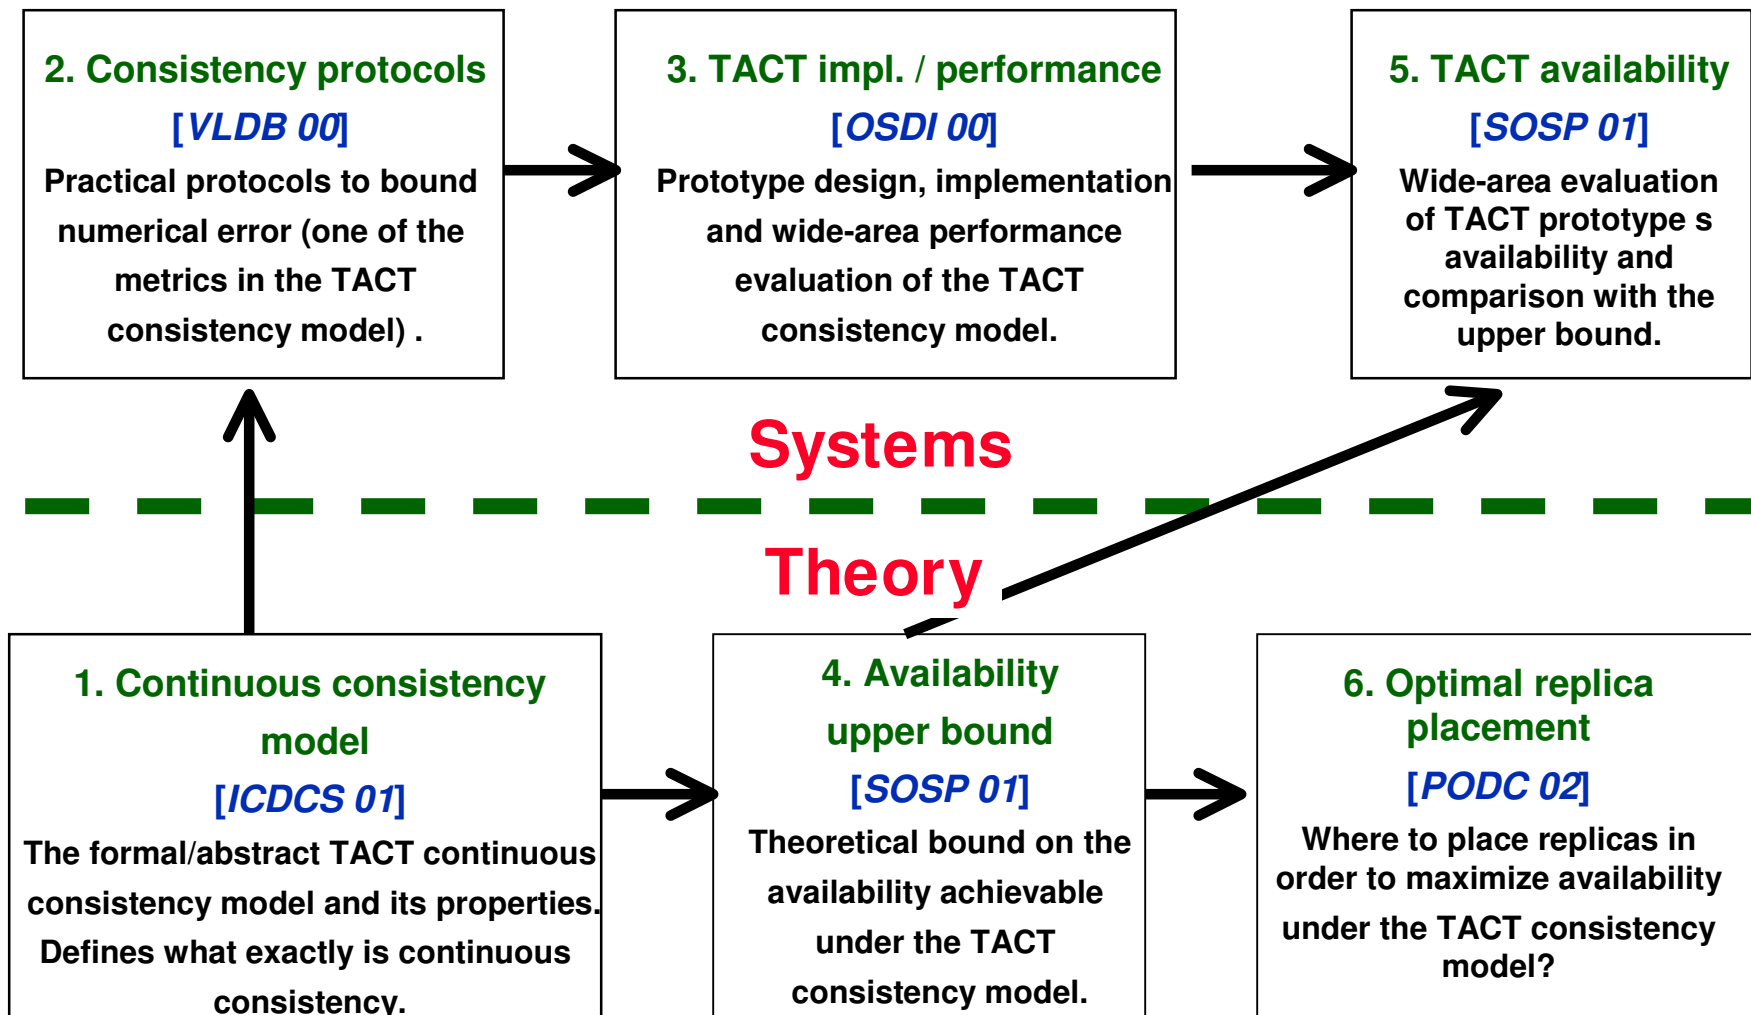 2. Consistency protocols
[VLDB 00]
Practical protocols to bound
numerical error (one of the
metrics in the TACT
consistency model) .
3. TACT impl. / performance
[OSDI 00]
Prototype design, implementation
and wide-area performance
evaluation of the TACT
consistency model.
5. TACT availability
[SOSP 01]
Wide-area evaluation
of TACT prototype s
availability and
comparison with the
upper bound.
Systems
Theory
1. Continuous consistency
model
[ICDCS 01]
The formal/abstract TACT continuous
consistency model and its properties.
Defines what exactly is continuous
consistency.
4. Availability
upper bound
[SOSP 01]
Theoretical bound on the
availability achievable
under the TACT
consistency model.
6. Optimal replica
placement
[PODC 02]
Where to place replicas in
order to maximize availability
under the TACT consistency
model?